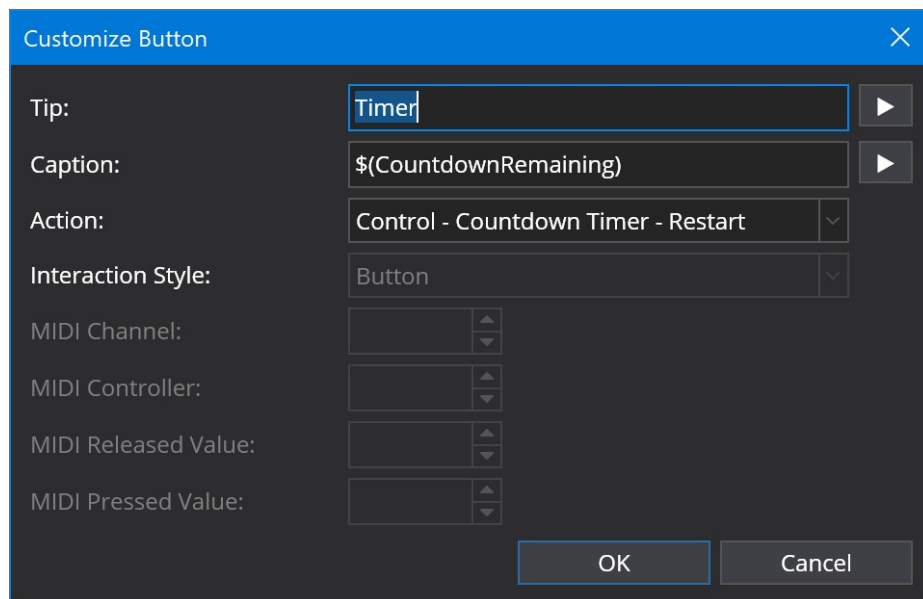 Customize Button
Tip: Timer
Caption: $(CountdownRemaining)
Action: Control - Countdown Timer - Restart
Interaction Style: Button
MIDI Channel:
MIDI Controller:
MIDI Released Value:
MIDI Pressed Value:
OK Cancel